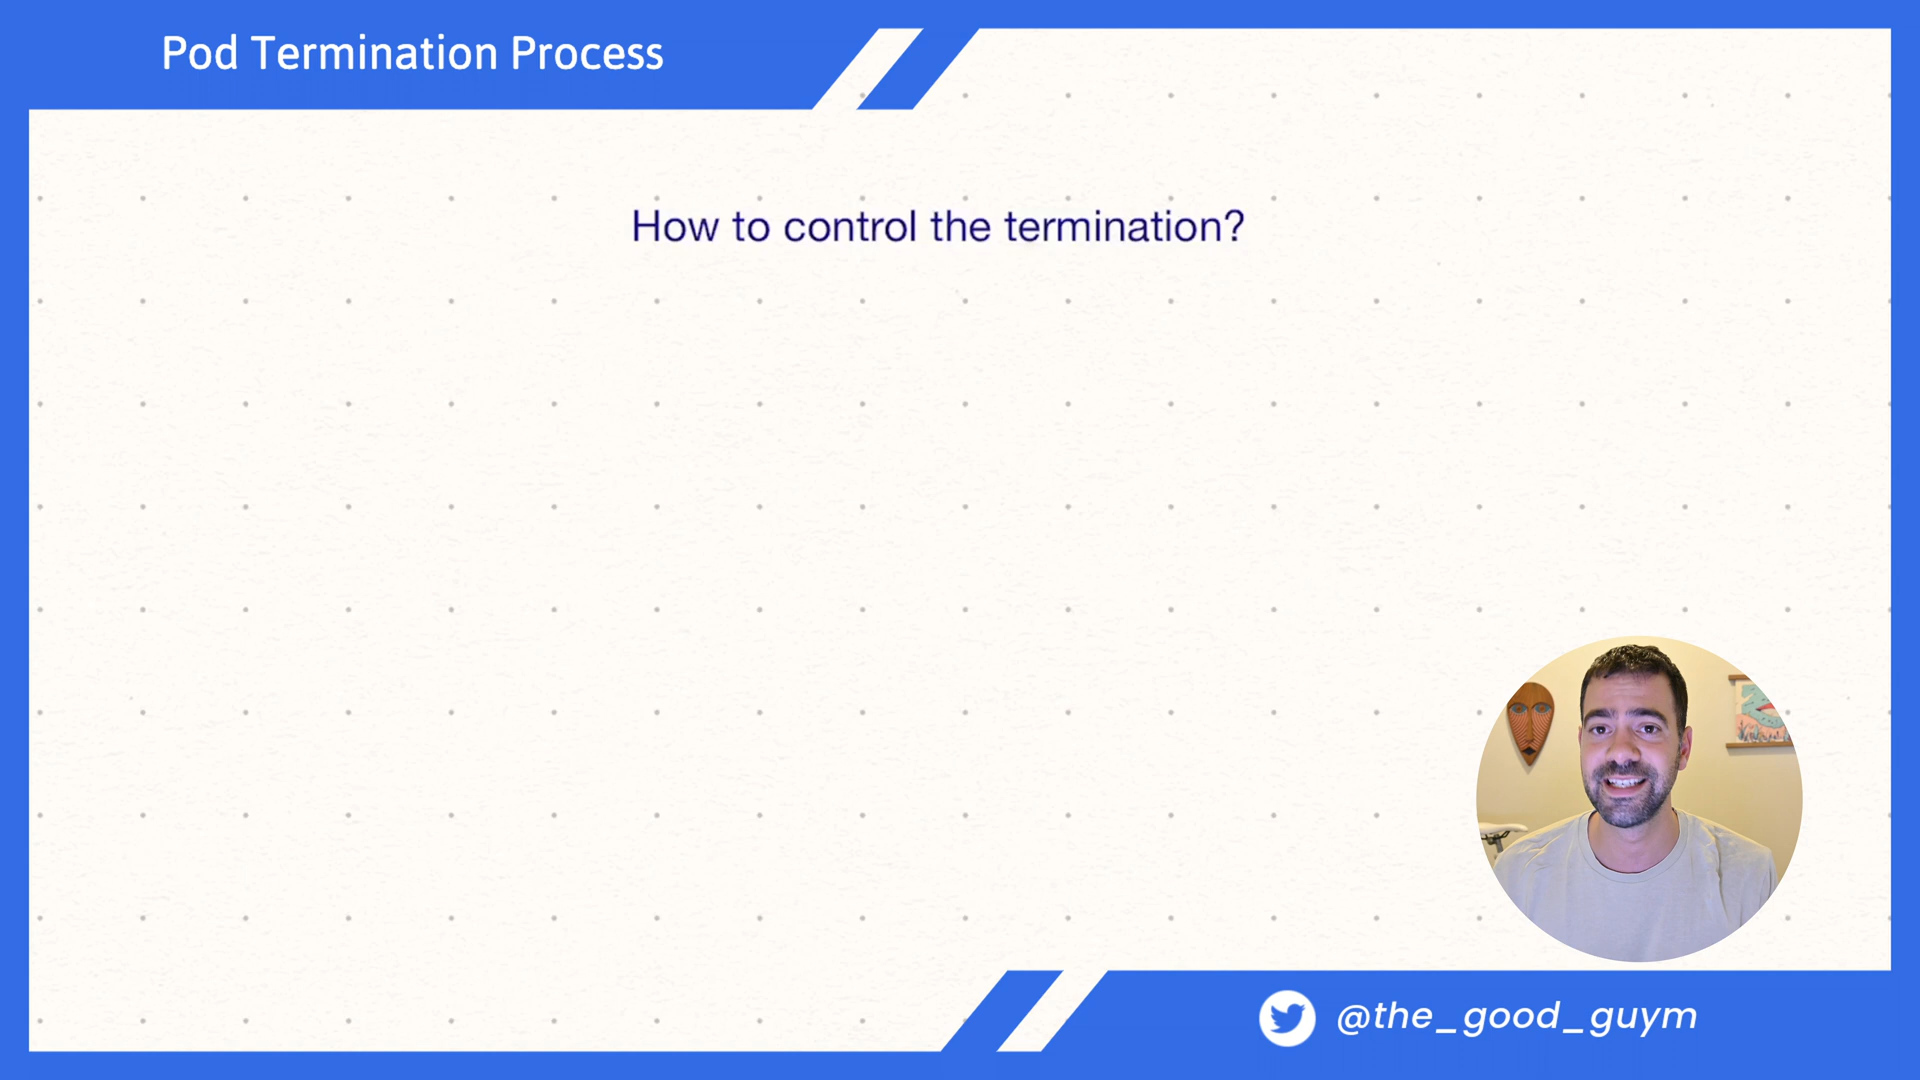 Pod Termination Process
How to control the termination?
@the_good_guym